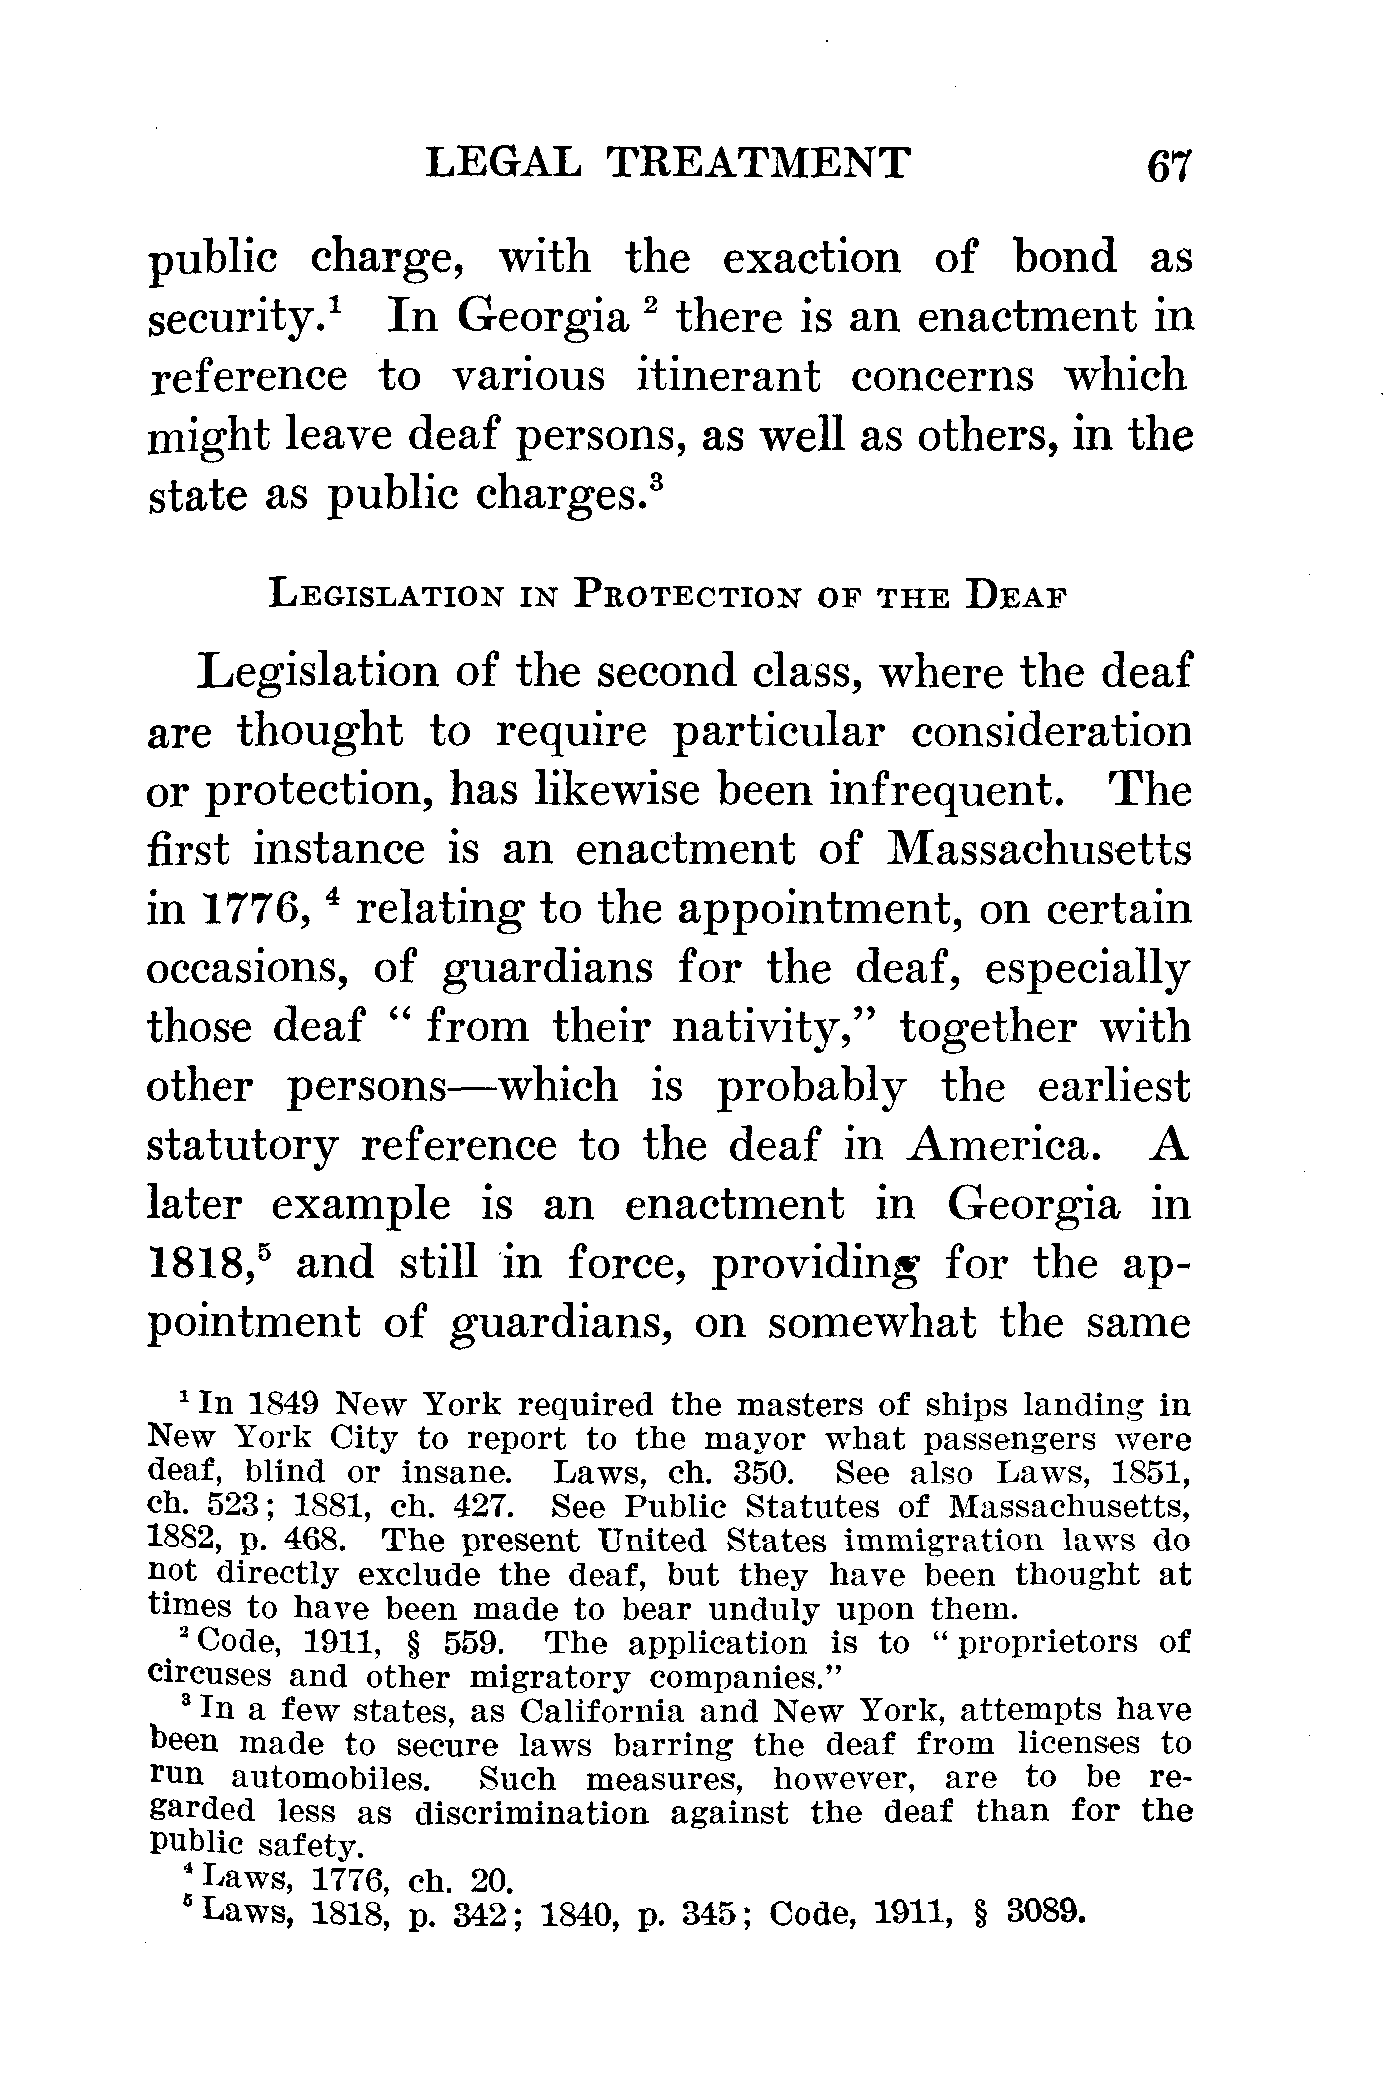 LEGAL TREATMENT 67
public charge, with the exaction of bond as
security.¹ In Georgia ² there is an enactment in
reference to various itinerant concerns which
might leave deaf persons, as well as others, in the
state as public charges.³
LEGISLATION IN PROTECTION OF THE DEAF
Legislation of the second class, where the deaf
are thought to require particular consideration
or protection, has likewise been infrequent. The
first instance is an enactment of Massachusetts
in 1776, ⁴ relating to the appointment, on certain
occasions, of guardians for the deaf, especially
those deaf “ from their nativity,” together with
other persons—which is probably the earliest
statutory reference to the deaf in America. A
later example is an enactment in Georgia in
1818,⁵ and still in force, providing for the ap-
pointment of guardians, on somewhat the same
¹ In 1849 New York required the masters of ships landing in
New York City to report to the mayor what passengers were
deaf, blind or insane. Laws, ch. 350. See also Laws, 1851,
ch. 523; 1881, ch. 427. See Public Statutes of Massachusetts,
1882, p. 468. The present United States immigration laws do
not directly exclude the deaf, but they have been thought at
times to have been made to bear unduly upon them.
² Code, 1911, § 559. The application is to “ proprietors of
circuses and other migratory companies.”
³ In a few states, as California and New York, attempts have
been made to secure laws barring the deaf from licenses to
run automobiles. Such measures, however, are to be re-
garded less as discrimination against the deaf than for the
public safety.
⁴ Laws, 1776, ch. 20.
⁵ Laws, 1818, p. 342; 1840, p. 345; Code, 1911, § 3089.